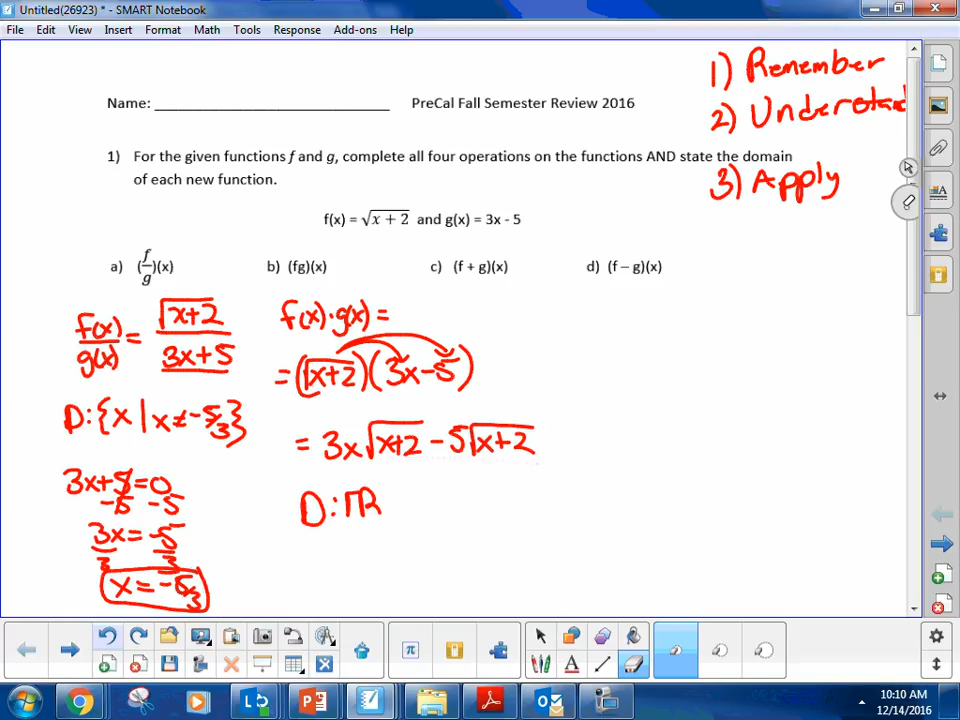 Untitled(26923) * - SMART Notebook
File Edit View Insert Format Math Tools Response Add-ons Help
1) Remember
2) Understand
3) Apply
Name: ____________________________ PreCal Fall Semester Review 2016
1) For the given functions f and g, complete all four operations on the functions AND state the domain
of each new function.
f(x) = √x + 2 and g(x) = 3x - 5
a) (f/g)(x) b) (fg)(x) c) (f + g)(x) d) (f – g)(x)
f(x)/g(x) = √x+2/3x+5
D:{x|x≠-5/3}
3x+5=0
-5 -5
3x = -5
3 3
x = -5/3
f(x)·g(x) =
= (√x+2)(3x-5)
= 3x√x+2 - 5√x+2
D:ℝ
10:10 AM
12/14/2016